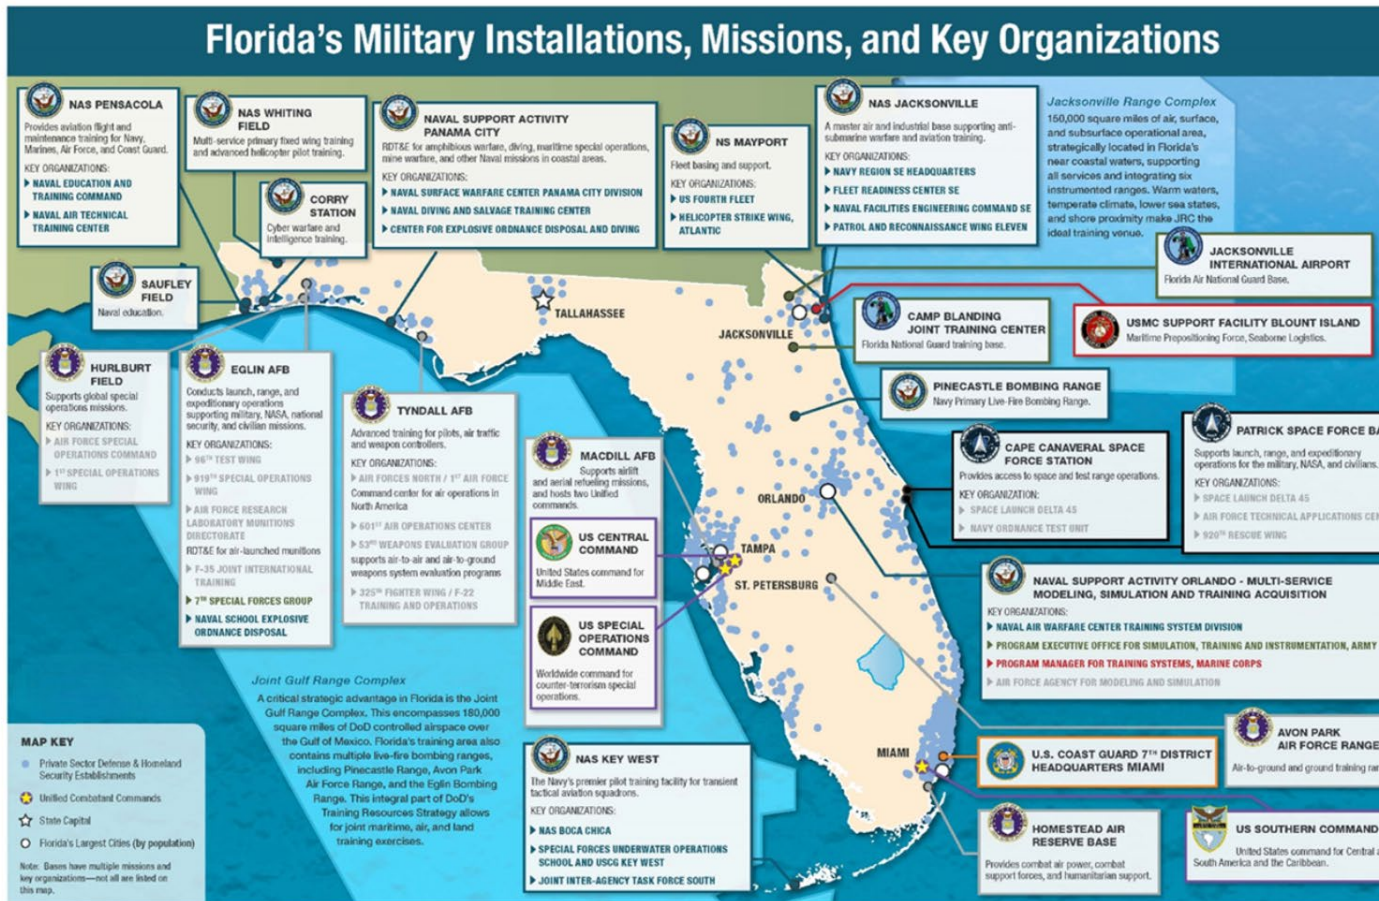 Florida's Military Installations, Missions, and Key Organizations
NAS PENSACOLA
Provides aviation flight and
maintenance training for Navy,
Marines, Air Force, and Coast Guard.
KEY ORGANIZATIONS:
NAVAL EDUCATION AND
TRAINING COMMAND
NAVAL AIR TECHNICAL
TRAINING CENTER
NAS WHITING
FIELD
Multi-service primary fixed wing training
and advanced helicopter pilot training.
CORRY
STATION
Cyber warfare and
intelligence training.
NAVAL SUPPORT ACTIVITY
PANAMA CITY
RDT&E for amphibious warfare, diving, maritime special operations,
mine warfare, and other Naval missions in coastal areas.
KEY ORGANIZATIONS:
NAVAL SURFACE WARFARE CENTER PANAMA CITY DIVISION
NAVAL DIVING AND SALVAGE TRAINING CENTER
CENTER FOR EXPLOSIVE ORDNANCE DISPOSAL AND DIVING
NS MAYPORT
Fleet basing and support.
KEY ORGANIZATIONS:
US FOURTH FLEET
HELICOPTER STRIKE WING,
ATLANTIC
NAS JACKSONVILLE
A master air and industrial base supporting anti-
submarine warfare and aviation training.
KEY ORGANIZATIONS:
NAVY REGION SE HEADQUARTERS
FLEET READINESS CENTER SE
NAVAL FACILITIES ENGINEERING COMMAND SE
PATROL AND RECONNAISSANCE WING ELEVEN
Jacksonville Range Complex
150,000 square miles of air, surface,
and subsurface operational area,
strategically located in Florida's
near coastal waters, supporting
all services and integrating six
instrumented ranges. Warm waters,
temperate climate, lower sea states,
and shore proximity make JRC the
ideal training venue.
JACKSONVILLE
INTERNATIONAL AIRPORT
Florida Air National Guard Base.
SAUFLEY
FIELD
Naval education.
TALLAHASSEE
JACKSONVILLE
CAMP BLANDING
JOINT TRAINING CENTER
Florida National Guard training base.
USMC SUPPORT FACILITY BLOUNT ISLAND
Maritime Prepositioning Force, Seaborne Logistics.
HURLBURT
FIELD
Supports global special
operations missions.
KEY ORGANIZATIONS:
AIR FORCE SPECIAL
OPERATIONS COMMAND
1ST SPECIAL OPERATIONS
WING
EGLIN AFB
Conducts launch, range, and
expeditionary operations
supporting military, NASA, national
security, and civilian missions.
KEY ORGANIZATIONS:
96TH TEST WING
919TH SPECIAL OPERATIONS
WING
AIR FORCE RESEARCH
LABORATORY MUNITIONS
DIRECTORATE
RDT&E for air-launched munitions
F-35 JOINT INTERNATIONAL
TRAINING
7TH SPECIAL FORCES GROUP
NAVAL SCHOOL EXPLOSIVE
ORDNANCE DISPOSAL
TYNDALL AFB
Advanced training for pilots, air traffic
and weapon controllers.
KEY ORGANIZATIONS:
AIR FORCES NORTH / 1ST AIR FORCE
Command center for air operations in
North America
601ST AIR OPERATIONS CENTER
53RD WEAPONS EVALUATION GROUP
supports air-to-air and air-to-ground
weapons system evaluation programs
325TH FIGHTER WING / F-22
TRAINING AND OPERATIONS
MACDILL AFB
Supports airlift
and aerial refueling missions,
and hosts two Unified
commands.
US CENTRAL
COMMAND
United States command for
Middle East.
US SPECIAL
OPERATIONS
COMMAND
Worldwide command for
counter-terrorism special
operations.
PINECASTLE BOMBING RANGE
Navy Primary Live-Fire Bombing Range.
CAPE CANAVERAL SPACE
FORCE STATION
Provides access to space and test range operations.
KEY ORGANIZATION:
SPACE LAUNCH DELTA 45
NAVY ORDNANCE TEST UNIT
PATRICK SPACE FORCE BA
Supports launch, range, and expeditionary
operations for the military, NASA, and civilians.
KEY ORGANIZATIONS:
SPACE LAUNCH DELTA 45
AIR FORCE TECHNICAL APPLICATIONS CEN
920TH RESCUE WING
ORLANDO
TAMPA
ST. PETERSBURG
NAVAL SUPPORT ACTIVITY ORLANDO - MULTI-SERVICE
MODELING, SIMULATION AND TRAINING ACQUISITION
KEY ORGANIZATIONS:
NAVAL AIR WARFARE CENTER TRAINING SYSTEM DIVISION
PROGRAM EXECUTIVE OFFICE FOR SIMULATION, TRAINING AND INSTRUMENTATION, ARMY
PROGRAM MANAGER FOR TRAINING SYSTEMS, MARINE CORPS
AIR FORCE AGENCY FOR MODELING AND SIMULATION
Joint Gulf Range Complex
A critical strategic advantage in Florida is the Joint
Gulf Range Complex. This encompasses 180,000
square miles of DoD controlled airspace over
the Gulf of Mexico. Florida's training area also
contains multiple live-fire bombing ranges,
including Pinecastle Range, Avon Park
Air Force Range, and the Eglin Bombing
Range. This integral part of DoD's
Training Resources Strategy allows
for joint maritime, air, and land
training exercises.
MAP KEY
Private Sector Defense & Homeland
Security Establishments
Unified Combatant Commands
State Capital
Florida's Largest Cities (by population)
Note: Bases have multiple missions and
key organizations—not all are listed on
this map.
NAS KEY WEST
The Navy's premier pilot training facility for transient
tactical aviation squadrons.
KEY ORGANIZATIONS:
NAS BOCA CHICA
SPECIAL FORCES UNDERWATER OPERATIONS
SCHOOL AND USCG KEY WEST
JOINT INTER-AGENCY TASK FORCE SOUTH
MIAMI
U.S. COAST GUARD 7TH DISTRICT
HEADQUARTERS MIAMI
AVON PARK
AIR FORCE RANGE
Air-to-ground and ground training ran
HOMESTEAD AIR
RESERVE BASE
Provides combat air power, combat
support forces, and humanitarian support.
US SOUTHERN COMMAND
United States command for Central a
South America and the Caribbean.